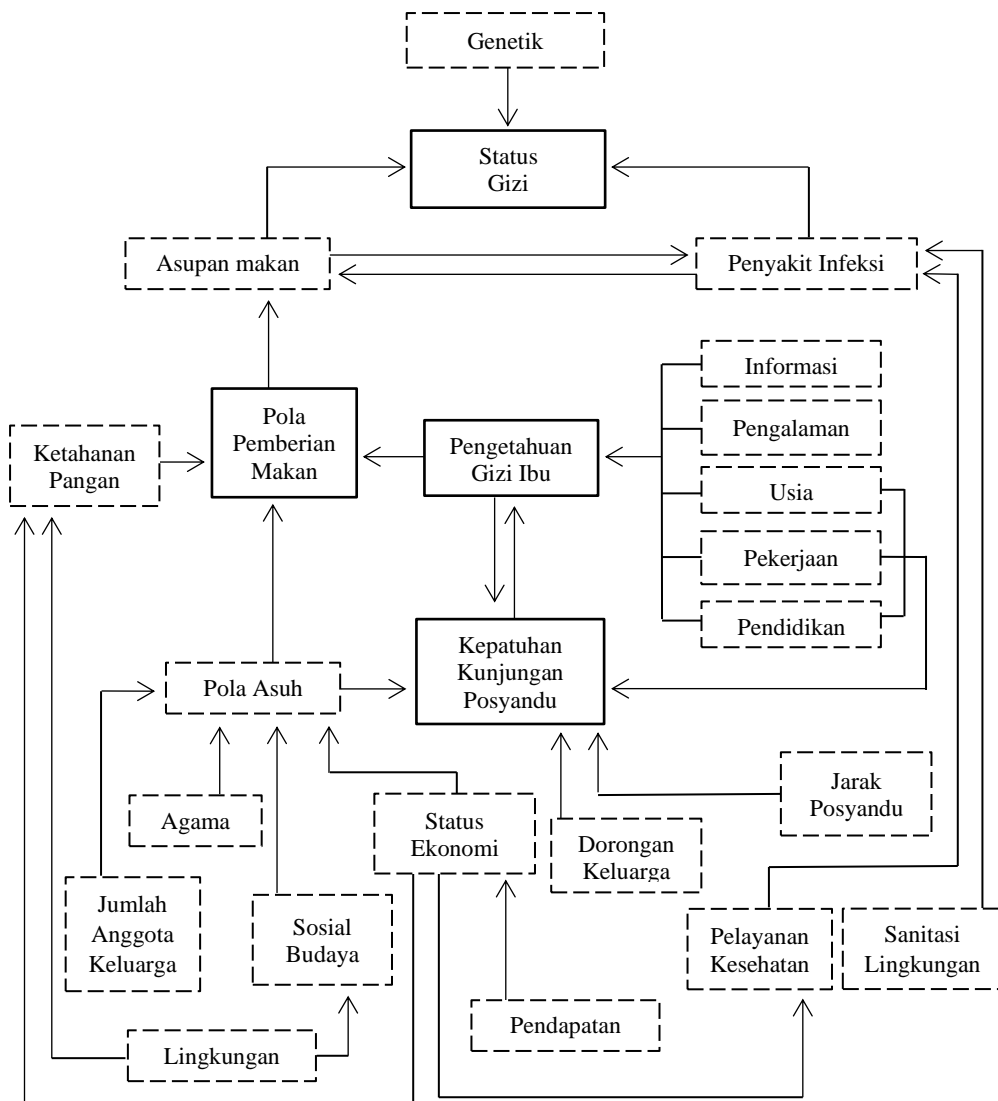 Genetik
Status
Gizi
Asupan makan
Penyakit Infeksi
Informasi
Pola
Pemberian
Makan
Pengalaman
Ketahanan
Pangan
Pengetahuan
Gizi Ibu
Usia
Pekerjaan
Pendidikan
Kepatuhan
Kunjungan
Posyandu
Pola Asuh
Jarak
Posyandu
Agama
Status
Ekonomi
Dorongan
Keluarga
Jumlah
Anggota
Keluarga
Sosial
Budaya
Pelayanan
Kesehatan
Sanitasi
Lingkungan
Pendapatan
Lingkungan